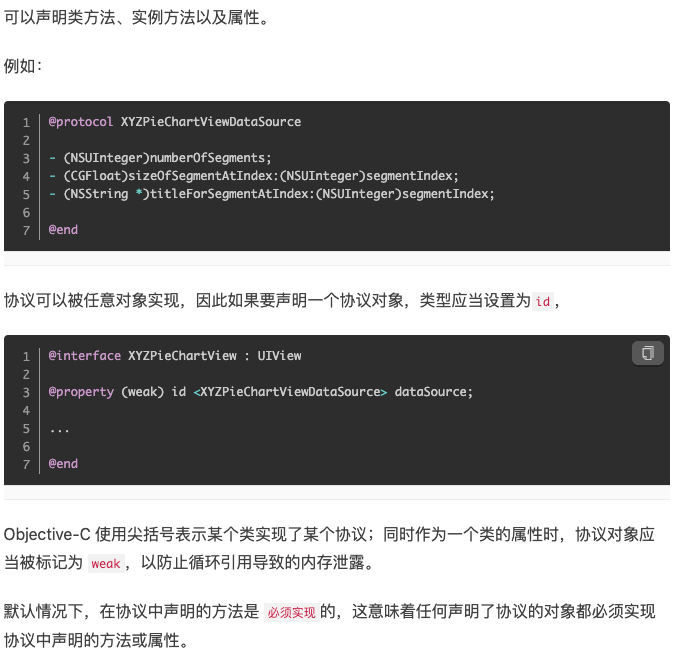 可以声明类方法、实例方法以及属性。
例如：
1 @protocol XYZPieChartViewDataSource
2
3 - (NSUInteger)numberOfSegments;
4 - (CGFloat)sizeOfSegmentAtIndex:(NSUInteger)segmentIndex;
5 - (NSString *)titleForSegmentAtIndex:(NSUInteger)segmentIndex;
6
7 @end
协议可以被任意对象实现，因此如果要声明一个协议对象，类型应当设置为 id，
1 @interface XYZPieChartView : UIView
2
3 @property (weak) id <XYZPieChartViewDataSource> dataSource;
4
5 ...
6
7 @end
Objective-C 使用尖括号表示某个类实现了某个协议；同时作为一个类的属性时，协议对象应
当被标记为 weak，以防止循环引用导致的内存泄露。
默认情况下，在协议中声明的方法是 必须实现 的，这意味着任何声明了协议的对象都必须实现
协议中声明的方法或属性。